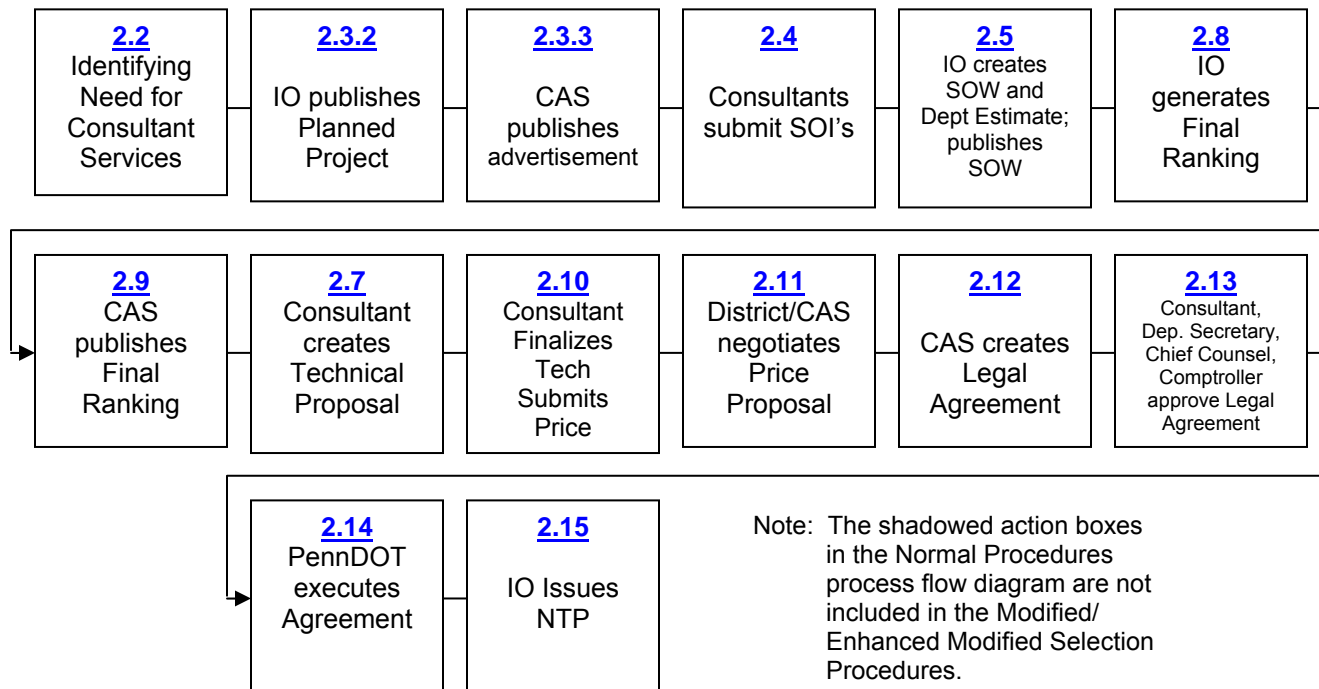 2.2
Identifying
Need for
Consultant
Services
2.3.2
IO publishes
Planned
Project
2.3.3
CAS
publishes
advertisement
2.4
Consultants
submit SOI’s
2.5
IO creates
SOW and
Dept Estimate;
publishes
SOW
2.8
IO
generates
Final
Ranking
2.9
CAS
publishes
Final
Ranking
2.7
Consultant
creates
Technical
Proposal
2.10
Consultant
Finalizes
Tech
Submits
Price
2.11
District/CAS
negotiates
Price
Proposal
2.12
CAS creates
Legal
Agreement
2.13
Consultant,
Dep. Secretary,
Chief Counsel,
Comptroller
approve Legal
Agreement
2.14
PennDOT
executes
Agreement
2.15
IO Issues
NTP
Note: The shadowed action boxes
in the Normal Procedures
process flow diagram are not
included in the Modified/
Enhanced Modified Selection
Procedures.